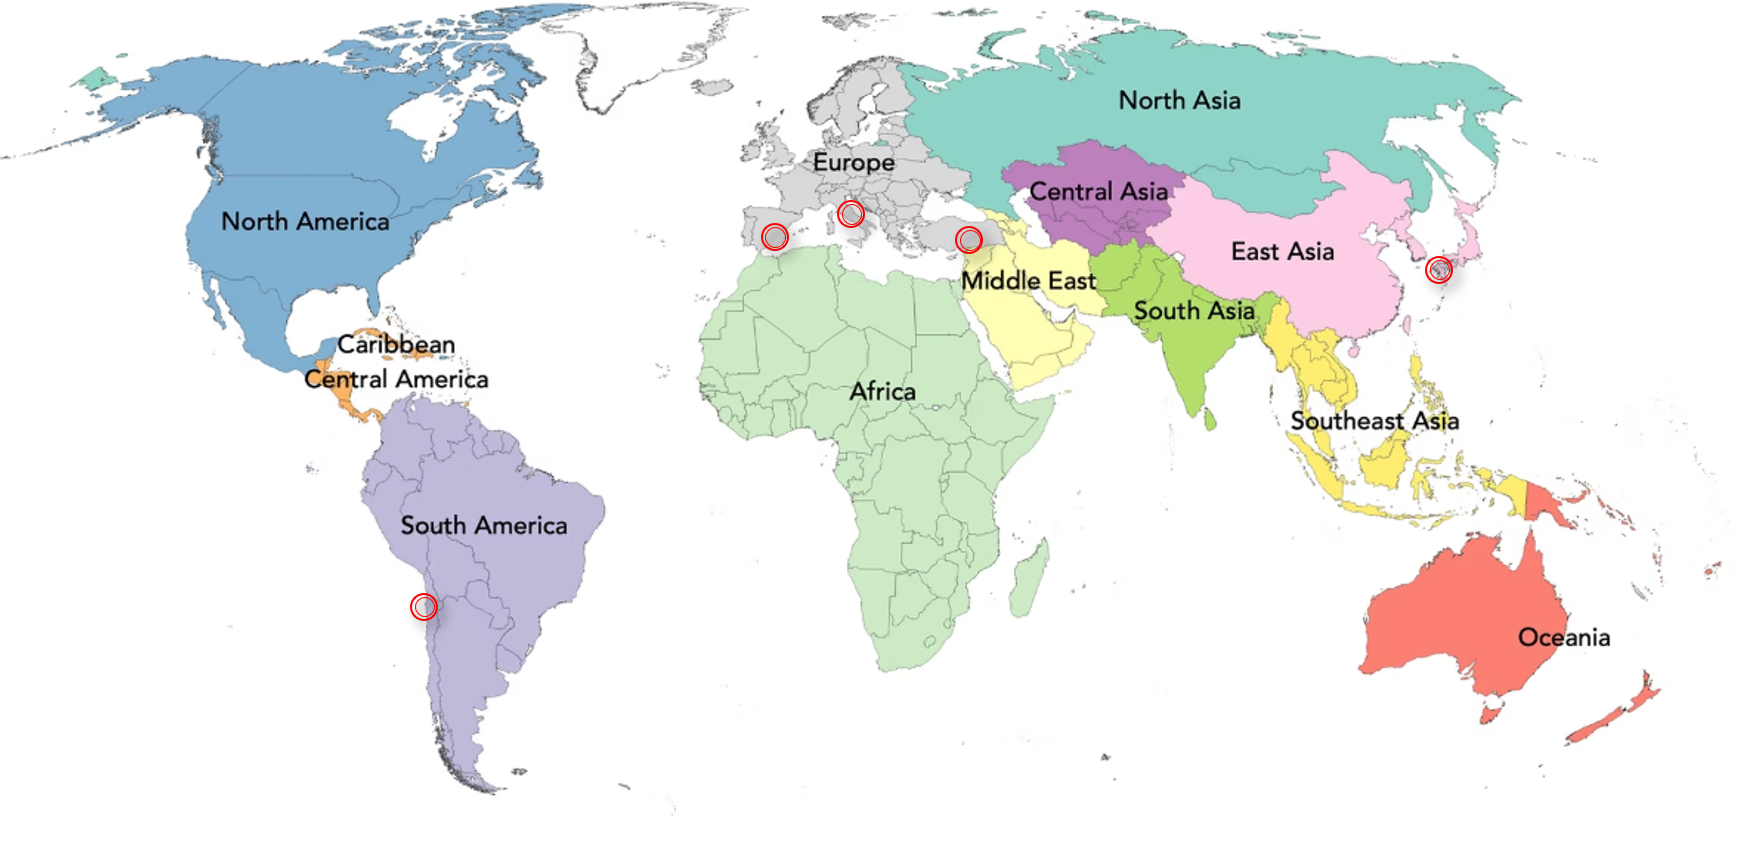 North Asia
Europe
Central Asia
North America
East Asia
Middle East
South Asia
Caribbean
Central America
Africa
Southeast Asia
South America
Oceania